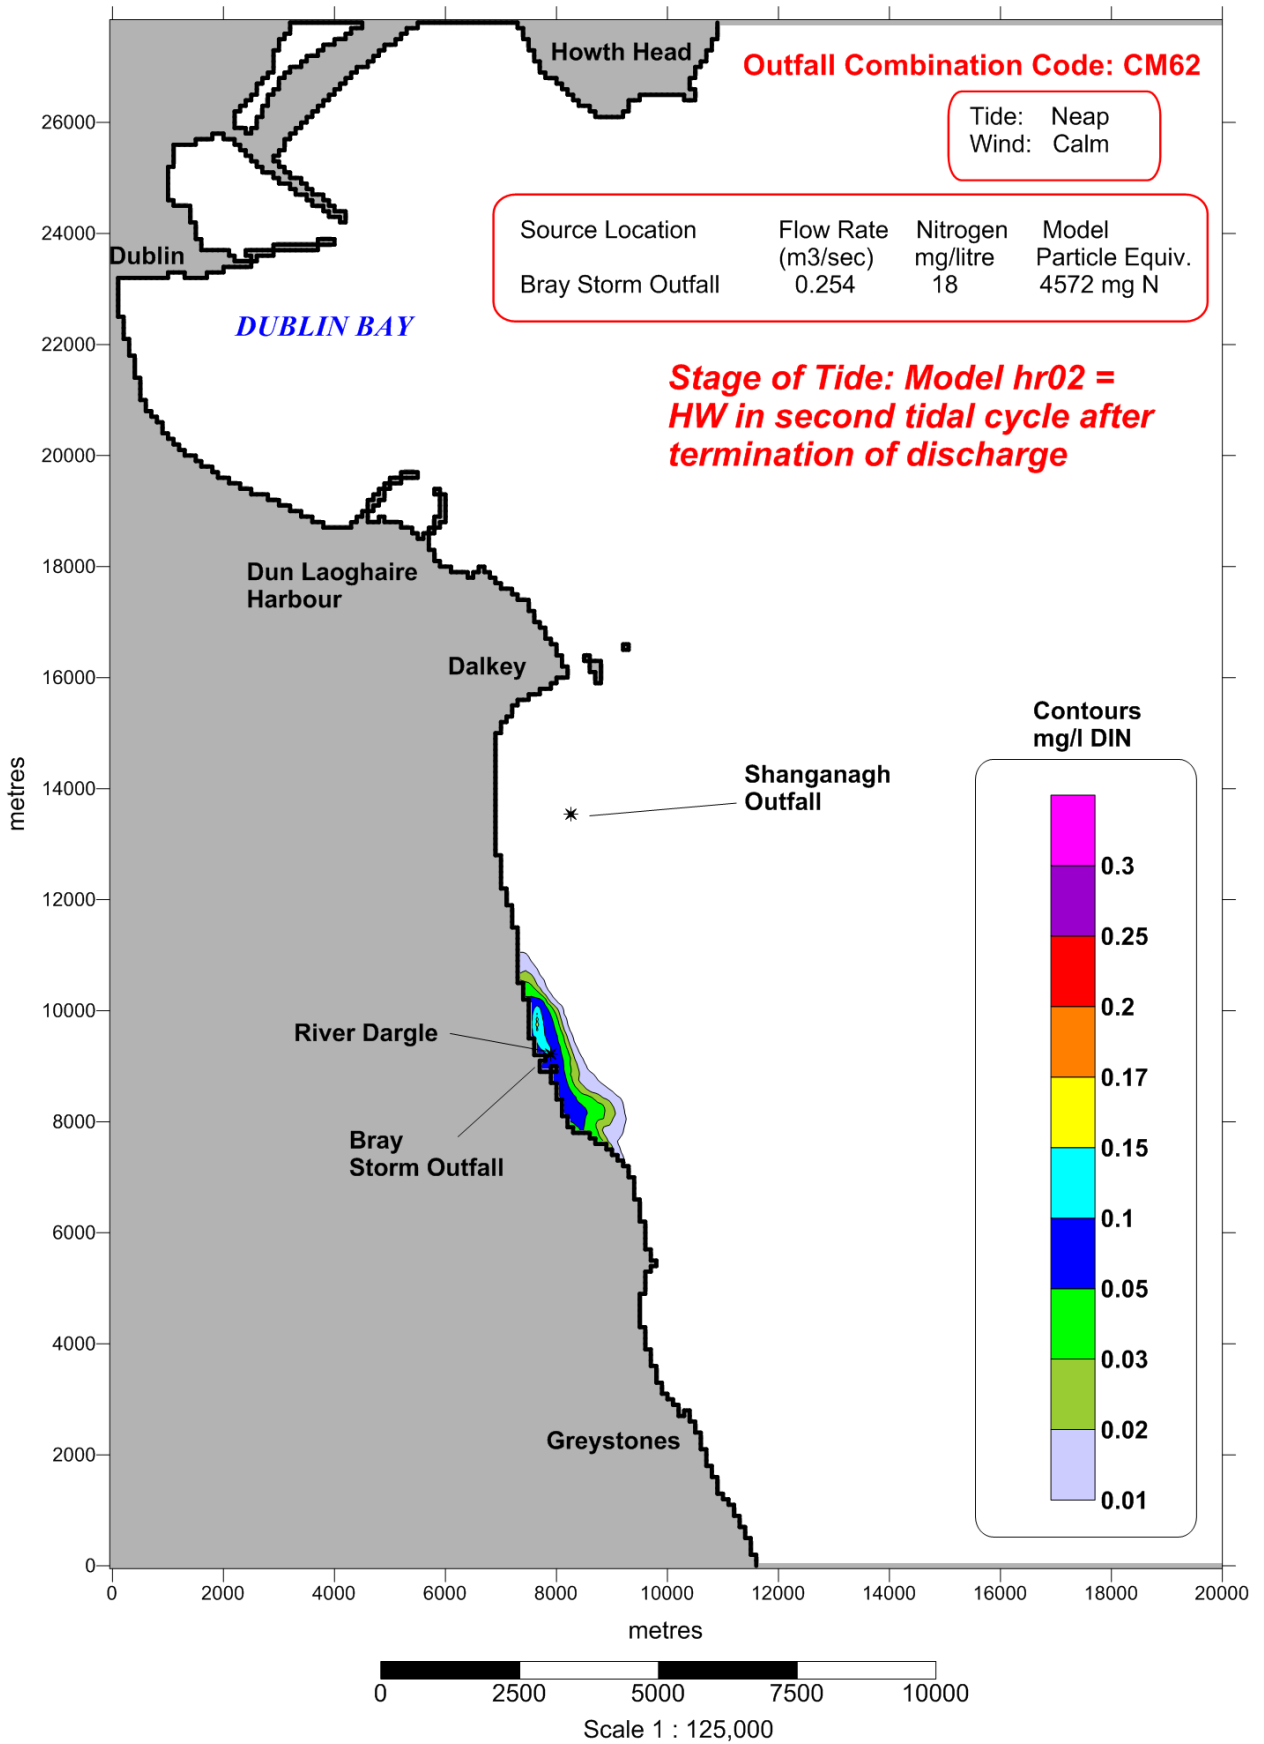 Howth Head
Outfall Combination Code: CM62
Tide: Neap
Wind: Calm
Source Location Flow Rate Nitrogen Model
(m3/sec) mg/litre Particle Equiv.
Bray Storm Outfall 0.254 18 4572 mg N
Dublin
DUBLIN BAY
Stage of Tide: Model hr02 =
HW in second tidal cycle after
termination of discharge
Dun Laoghaire
Harbour
Dalkey
Shanganagh
Outfall
River Dargle
Bray
Storm Outfall
Greystones
Contours
mg/l DIN
0.3
0.25
0.2
0.17
0.15
0.1
0.05
0.03
0.02
0.01
metres
26000
24000
22000
20000
18000
16000
14000
12000
10000
8000
6000
4000
2000
0
0 2000 4000 6000 8000 10000 12000 14000 16000 18000 20000
metres
0 2500 5000 7500 10000
Scale 1 : 125,000